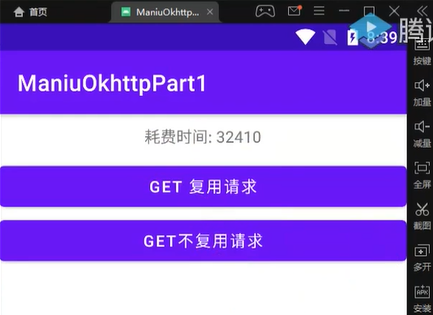 首页
ManiuOkhttp...
腾讯
8:39
ManiuOkhttpPart1
耗费时间: 32410
GET 复用请求
GET不复用请求
按键
加量
减量
全屏
截图
多开
安装